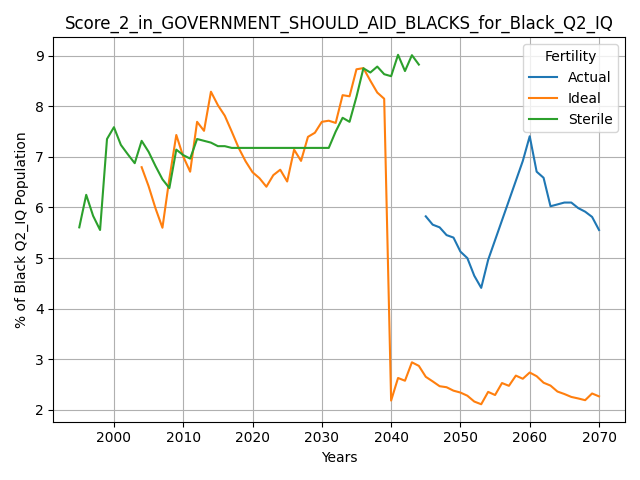 Score_2_in_GOVERNMENT_SHOULD_AID_BLACKS_for_Black_Q2_IQ
Fertility
Actual
Ideal
Sterile
% of Black Q2_IQ Population
9
8
7
6
5
4
3
2
2000 2010 2020 2030 2040 2050 2060 2070
Years